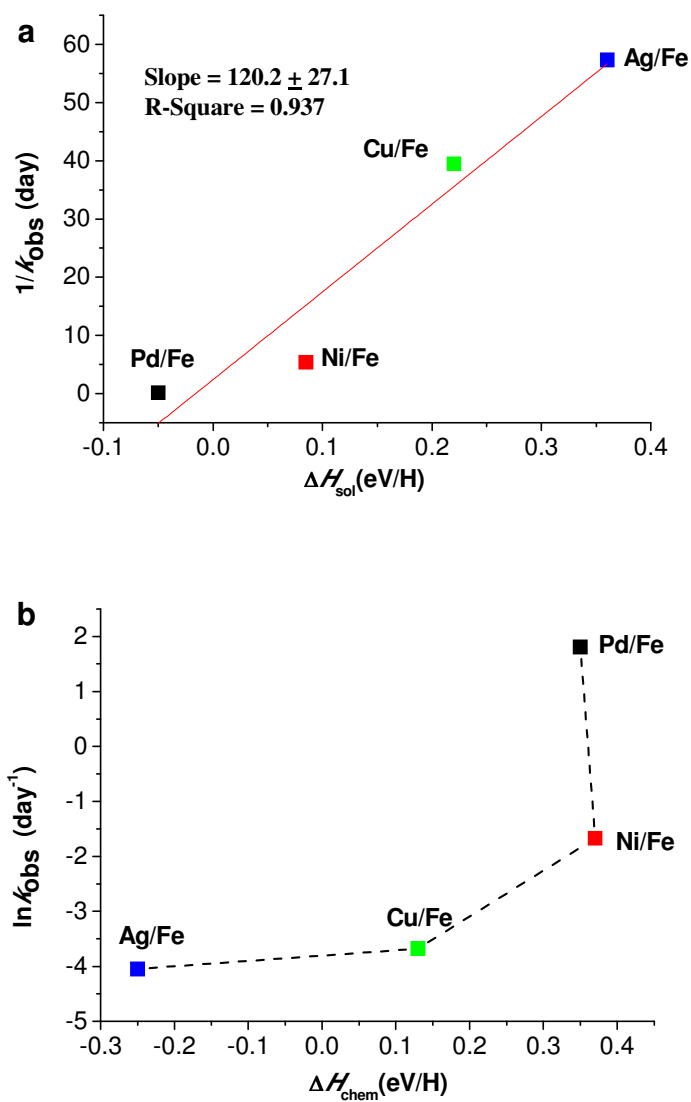 a
60
50
40
30
20
10
0
Slope = 120.2 ± 27.1
R-Square = 0.937
Ag/Fe
Cu/Fe
Pd/Fe
Ni/Fe
1/kobs (day)
-0.1 0.0 0.1 0.2 0.3 0.4
ΔHsol(eV/H)
b
2
1
0
-1
-2
-3
-4
-5
Pd/Fe
Ni/Fe
Cu/Fe
Ag/Fe
lnkobs (day-1)
-0.3 -0.2 -0.1 0.0 0.1 0.2 0.3 0.4
ΔHchem(eV/H)